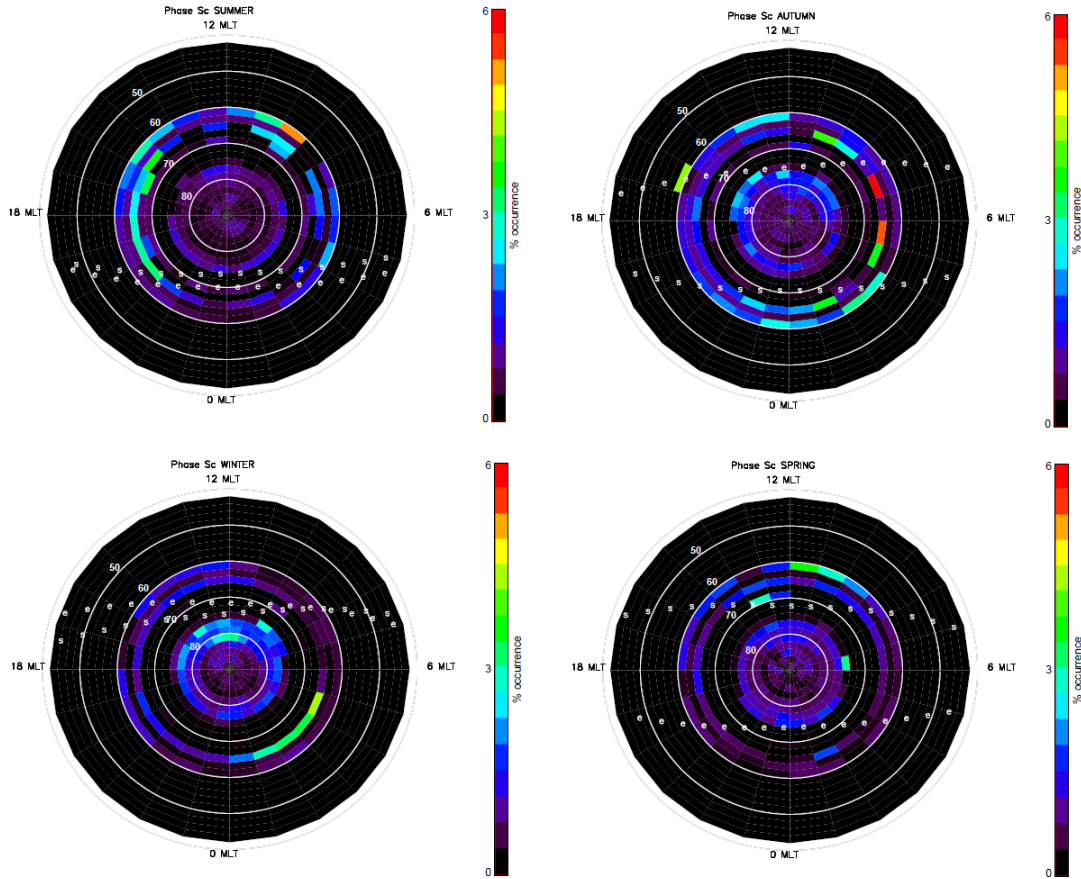 Phase Sc SUMMER
12 MLT
50
60
70
80
18 MLT
6 MLT
0 MLT
s s s s s s s s s s s s s s s
e e e e e e e e e e e e e e e
6
3
0
% occurrence
Phase Sc AUTUMN
12 MLT
50
60
70
80
18 MLT
6 MLT
0 MLT
e e e e e e e e e e e e e e e
s s s s s s s s s s s s s s s
6
3
0
% occurrence
Phase Sc WINTER
12 MLT
50
60
70
80
18 MLT
6 MLT
0 MLT
e e e e e e e e e e e e e e e
s s s s s s s s s s s s s s s
6
3
0
% occurrence
Phase Sc SPRING
12 MLT
50
60
70
80
18 MLT
6 MLT
0 MLT
s s s s s s s s s s s s s s s
e e e e e e e e e e e e e e e
6
3
0
% occurrence